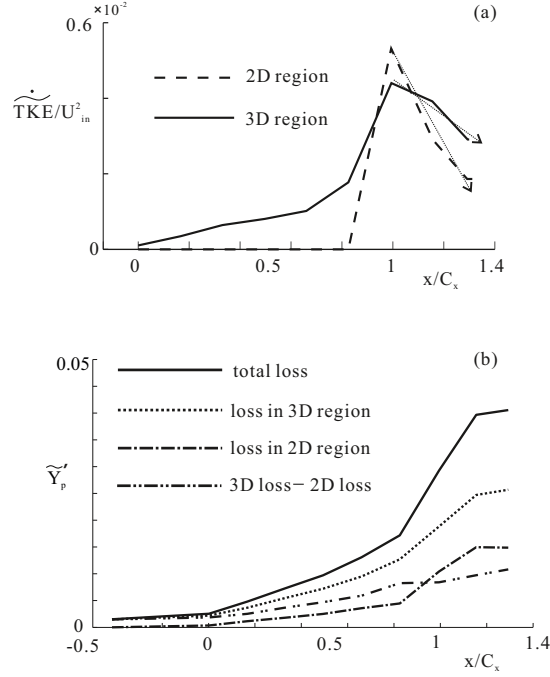 ×10⁻²
(a)
0.6
2D region
3D region
TKE/U²in
0
0
0.5
1
1.4
x/Cx
0.05
(b)
total loss
loss in 3D region
loss in 2D region
3D loss− 2D loss
Yp′
0
-0.5
0
0.5
1
1.4
x/Cx